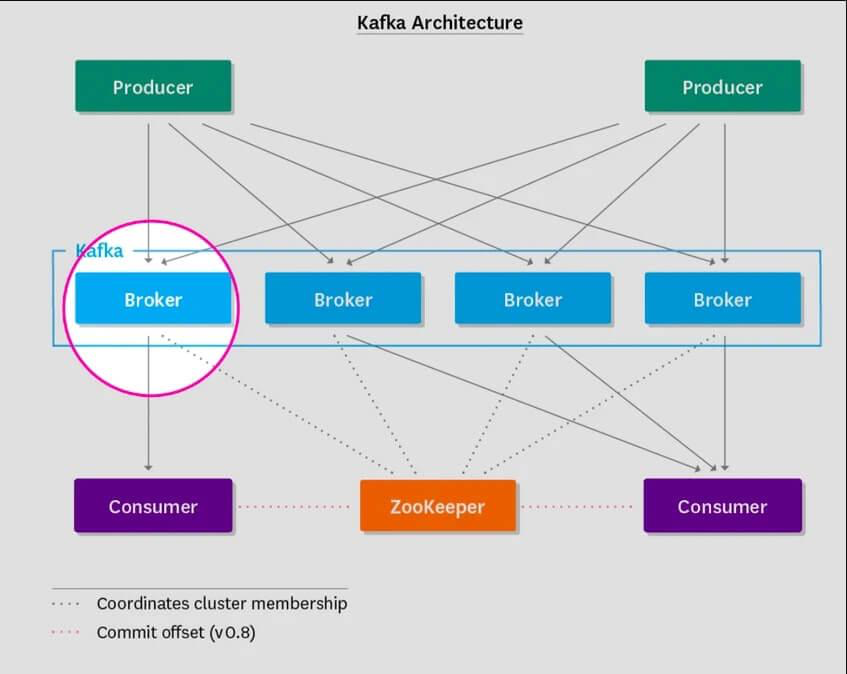 Kafka Architecture
Producer
Producer
Kafka
Broker
Broker
Broker
Broker
Consumer
ZooKeeper
Consumer
Coordinates cluster membership
Commit offset (v0.8)